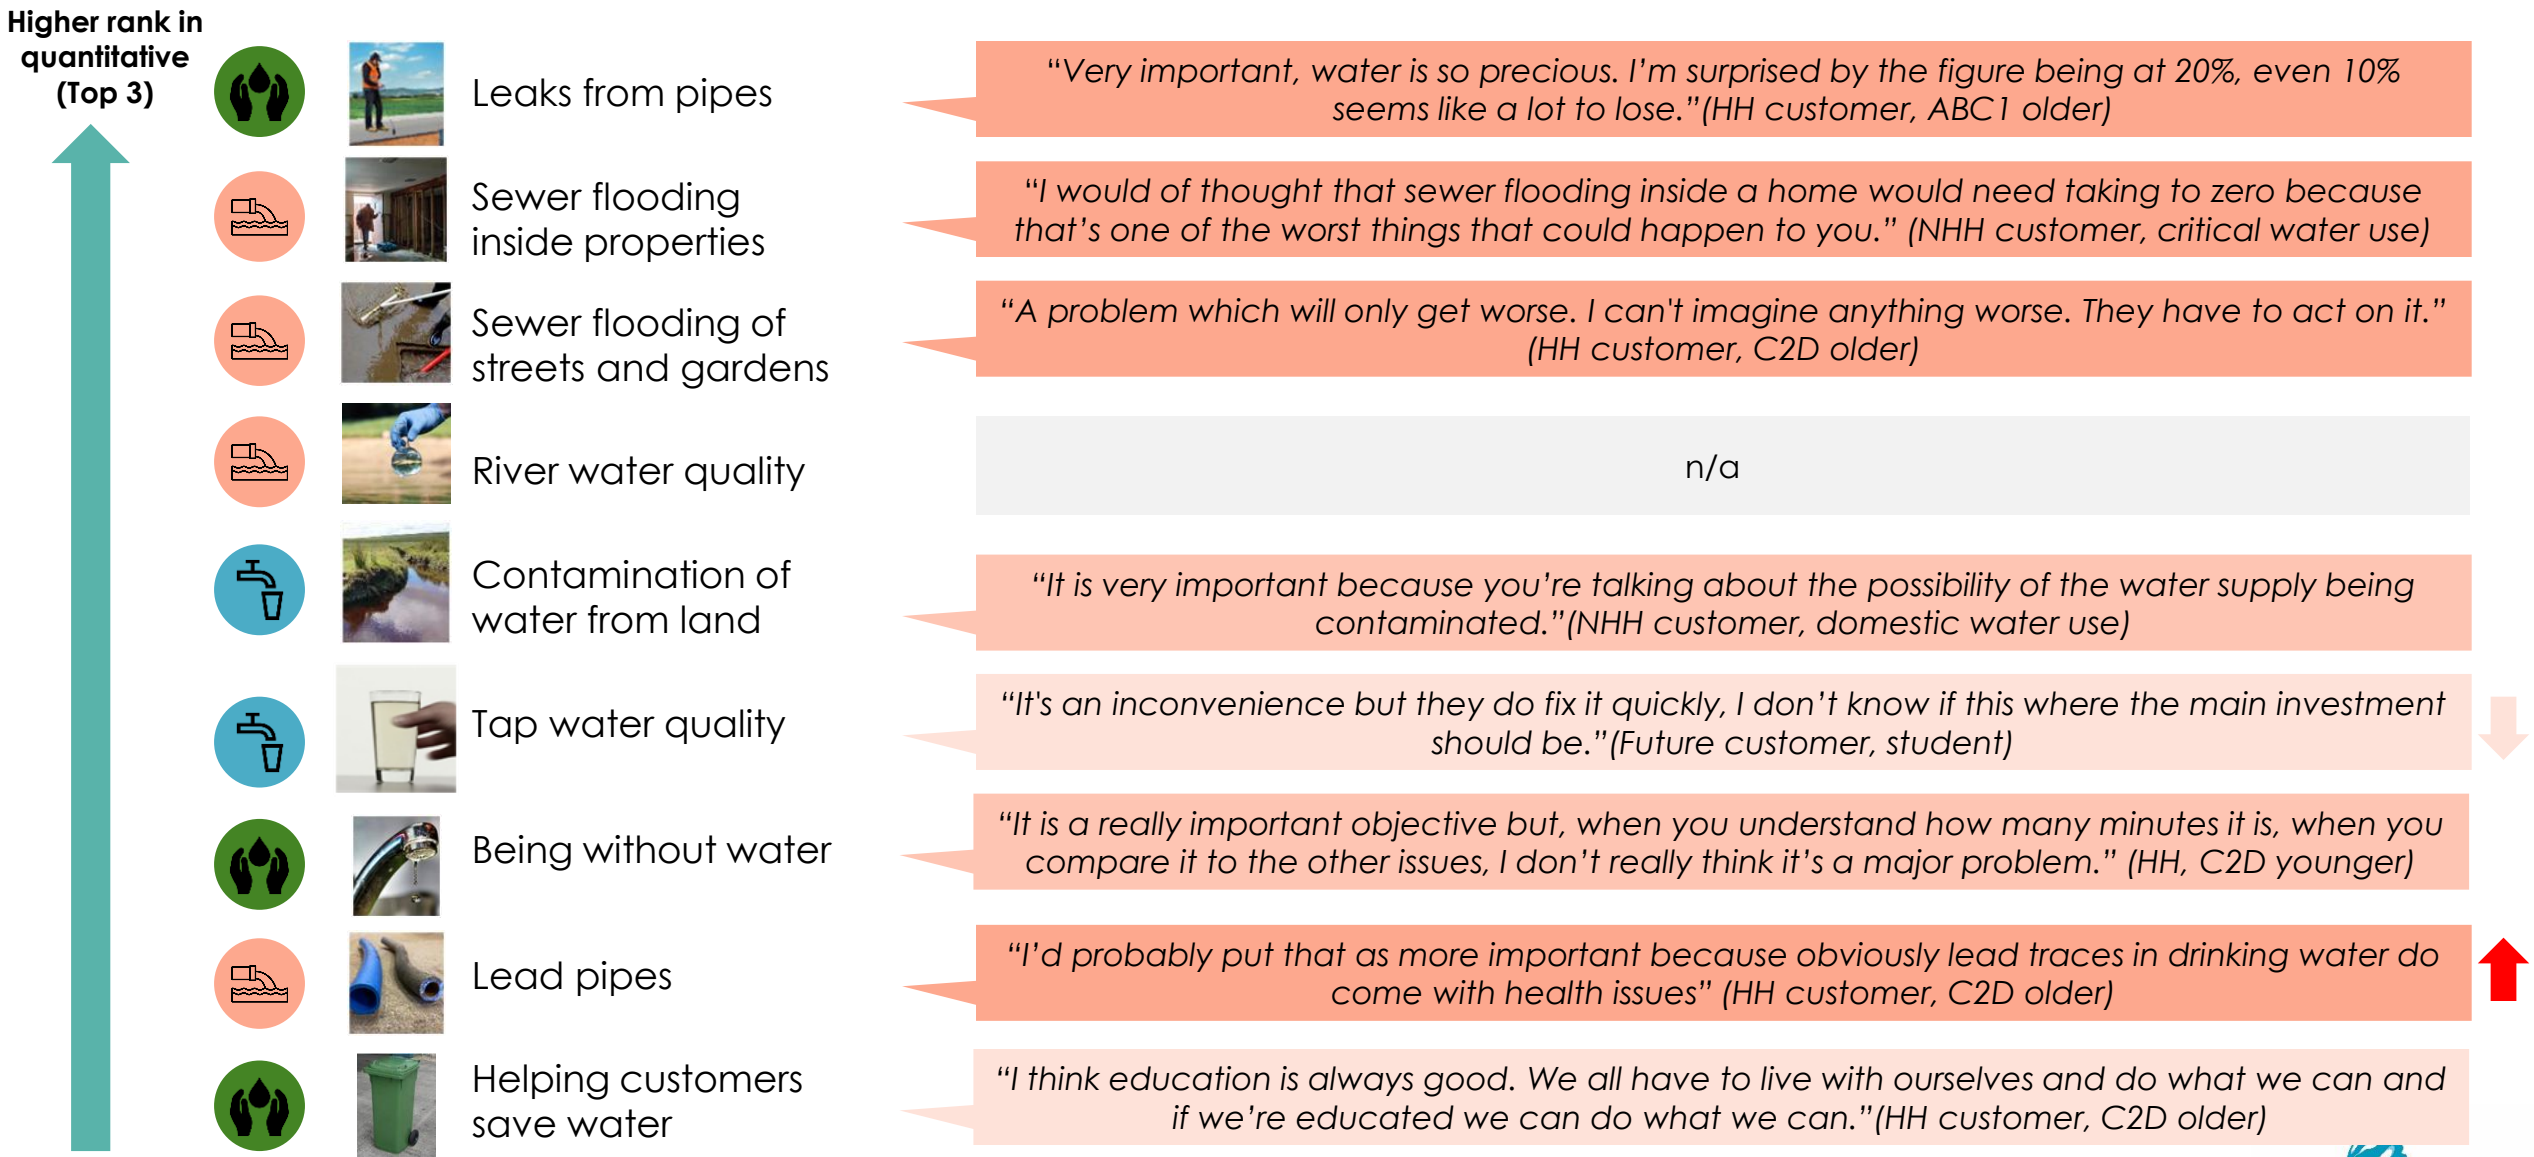 Higher rank in
quantitative
(Top 3)
Leaks from pipes
“Very important, water is so precious. I’m surprised by the figure being at 20%, even 10%
seems like a lot to lose.”(HH customer, ABC1 older)
Sewer flooding
inside properties
“I would of thought that sewer flooding inside a home would need taking to zero because
that’s one of the worst things that could happen to you.” (NHH customer, critical water use)
Sewer flooding of
streets and gardens
“A problem which will only get worse. I can't imagine anything worse. They have to act on it.”
(HH customer, C2D older)
River water quality
n/a
Contamination of
water from land
“It is very important because you’re talking about the possibility of the water supply being
contaminated.”(NHH customer, domestic water use)
Tap water quality
“It's an inconvenience but they do fix it quickly, I don’t know if this where the main investment
should be.”(Future customer, student)
Being without water
“It is a really important objective but, when you understand how many minutes it is, when you
compare it to the other issues, I don’t really think it’s a major problem.” (HH, C2D younger)
Lead pipes
“I’d probably put that as more important because obviously lead traces in drinking water do
come with health issues” (HH customer, C2D older)
Helping customers
save water
“I think education is always good. We all have to live with ourselves and do what we can and
if we’re educated we can do what we can.”(HH customer, C2D older)